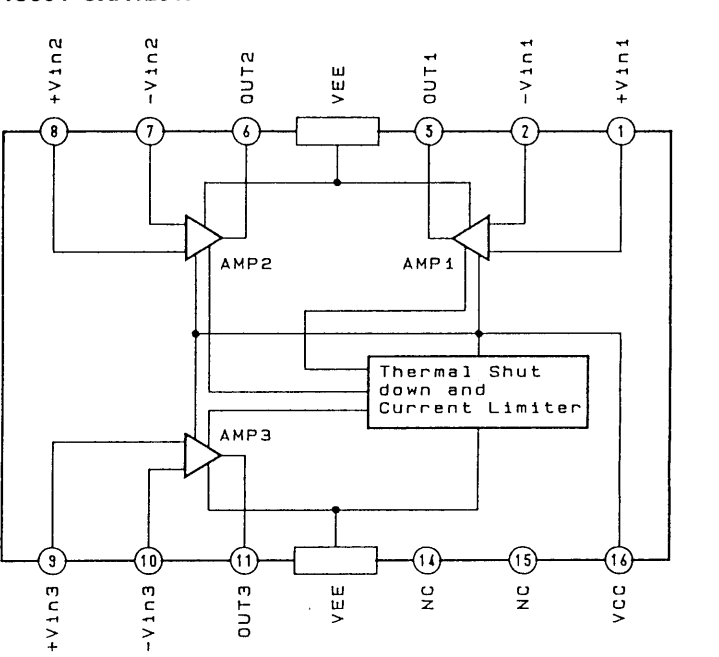 +Vin2
-Vin2
OUT2
VEE
OUT1
-Vin1
+Vin1
8
7
6
3
2
1
AMP2
AMP1
Thermal Shut
down and
Current Limiter
AMP3
9
10
11
14
15
16
+Vin3
-Vin3
OUT3
VEE
NC
NC
VCC